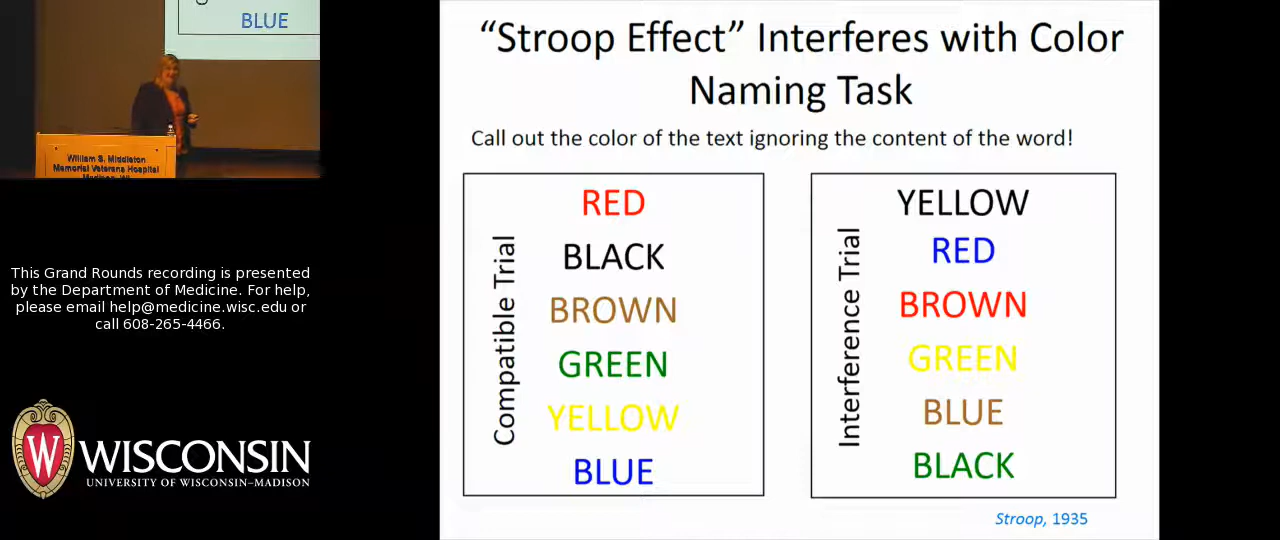 BLUE
William S. Middleton
Memorial Veterans Hospital
Madison, WI
This Grand Rounds recording is presented
by the Department of Medicine. For help,
please email help@medicine.wisc.edu or
call 608-265-4466.
W
WISCONSIN
UNIVERSITY OF WISCONSIN–MADISON
“Stroop Effect” Interferes with Color
Naming Task
Call out the color of the text ignoring the content of the word!
Compatible Trial
RED
BLACK
BROWN
GREEN
YELLOW
BLUE
Interference Trial
YELLOW
RED
BROWN
GREEN
BLUE
BLACK
Stroop, 1935